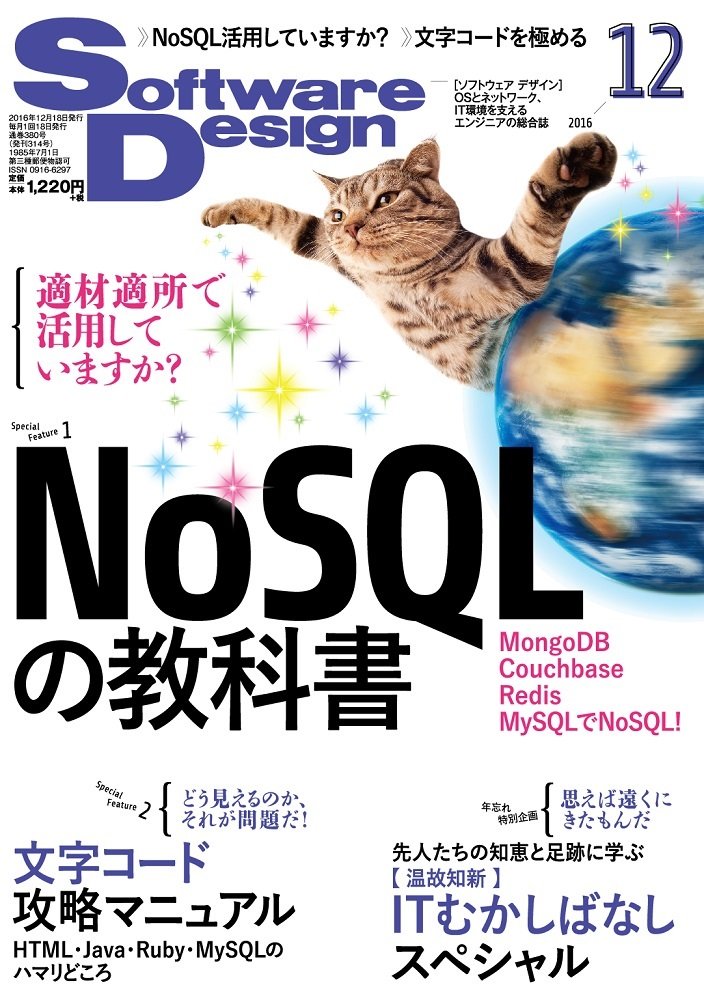 》NoSQL活用していますか？ 》文字コードを極める
Software
Design
[ソフトウェア デザイン]
OSとネットワーク、
IT環境を支える
エンジニアの総合誌
2016
12
2016年12月18日発行
毎月1回18日発行
通巻380号
(発刊314号)
1985年7月1日
第三種郵便物認可
ISSN 0916-6297
定価
本体 1,220円
+税
適材適所で
活用して
いますか?
Special
Feature 1
NoSQL
の教科書
MongoDB
Couchbase
Redis
MySQLでNoSQL!
Special
Feature 2
どう見えるのか、
それが問題だ!
文字コード
攻略マニュアル
HTML・Java・Ruby・MySQLの
ハマりどころ
年忘れ
特別企画
思えば遠くに
きたもんだ
先人たちの知恵と足跡に学ぶ
【温故知新】
ITむかしばなし
スペシャル